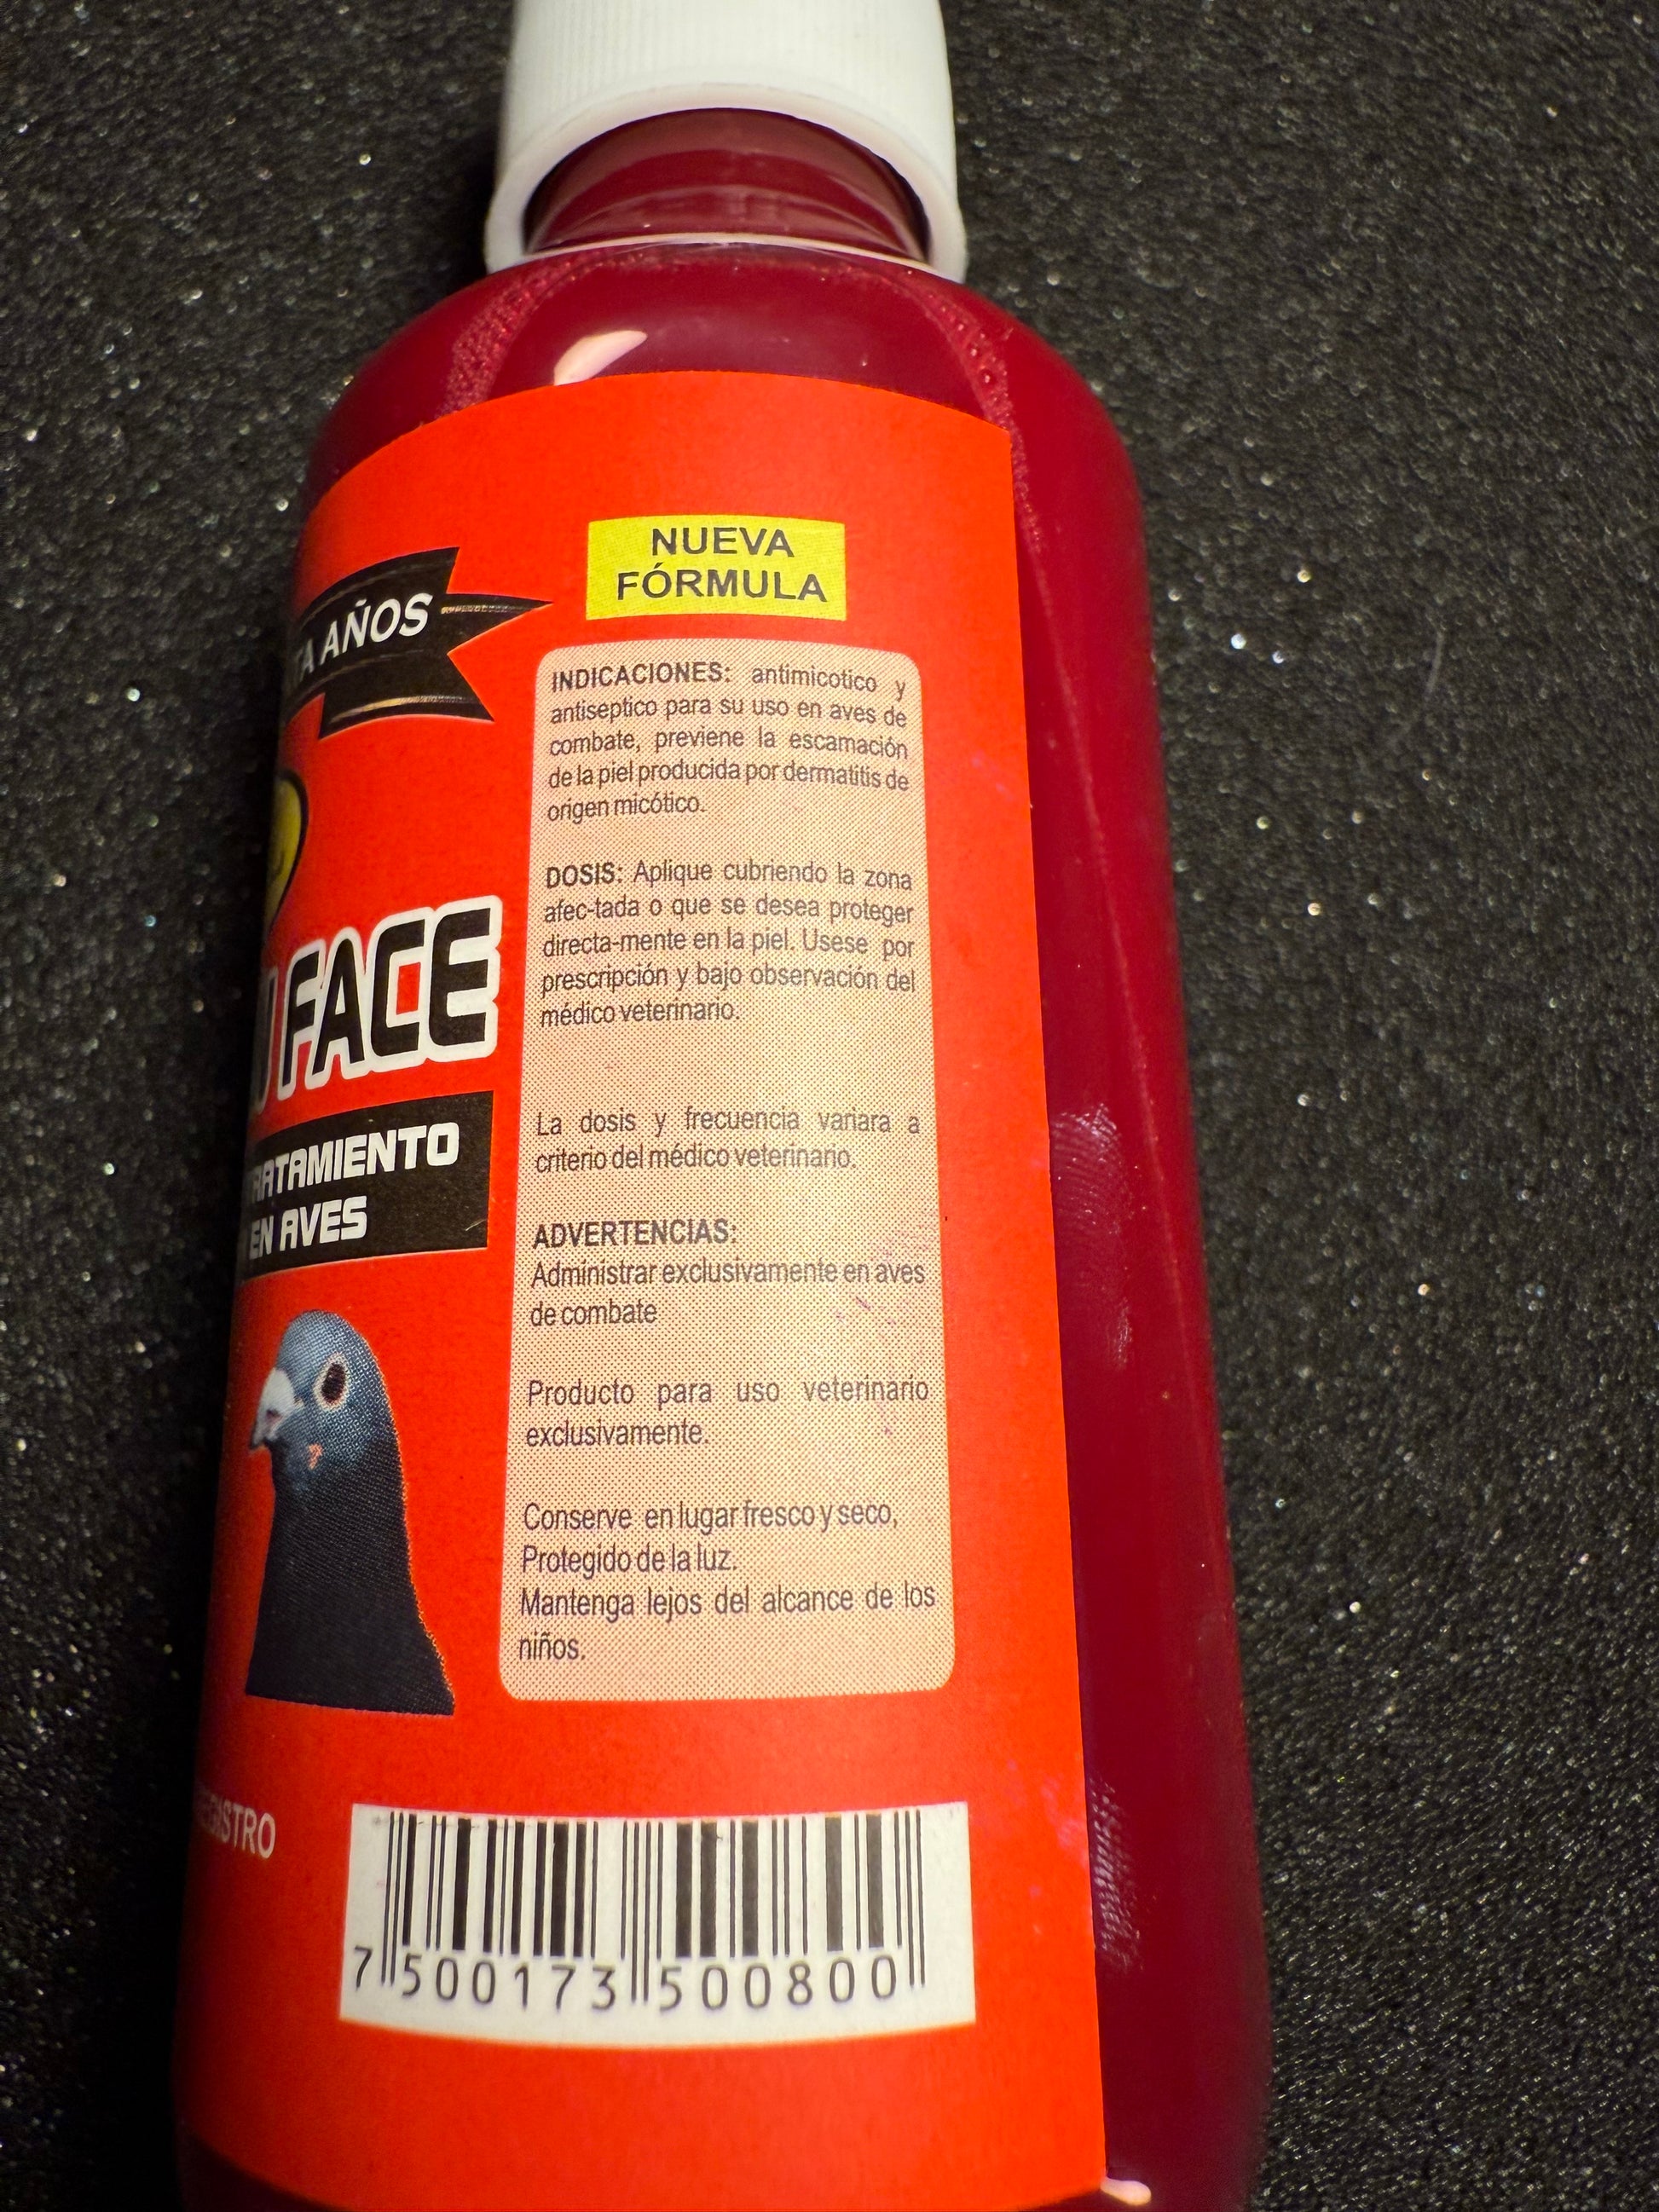 NUEVA
FÓRMULA
AÑOS
INDICACIONES: antimicotico y
antiseptico para su uso en aves de
combate, previene la escamación
de la piel producida por dermatitis de
origen micótico.
DOSIS: Aplique cubriendo la zona
afec-tada o que se desea proteger
directa-mente en la piel. Usese por
prescripción y bajo observación del
médico veterinario.
La dosis y frecuencia variara a
criterio del médico veterinario.
ADVERTENCIAS:
Administrar exclusivamente en aves
de combate
Producto para uso veterinario
exclusivamente.
Conserve en lugar fresco y seco,
Protegido de la luz.
Mantenga lejos del alcance de los
niños.
FACE
TRATAMIENTO
EN AVES
REGISTRO
7 500173 500800